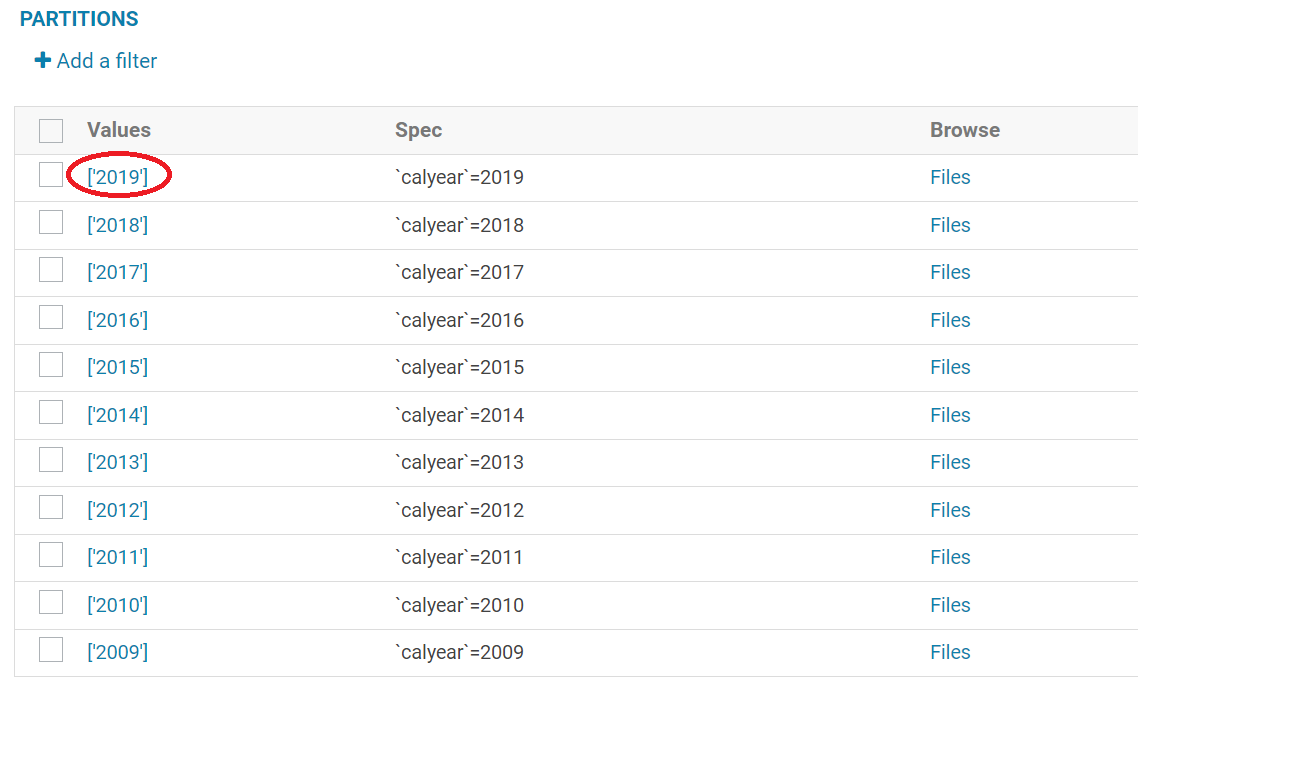 PARTITIONS
+ Add a filter
Values Spec Browse
['2019'] `calyear`=2019 Files
['2018'] `calyear`=2018 Files
['2017'] `calyear`=2017 Files
['2016'] `calyear`=2016 Files
['2015'] `calyear`=2015 Files
['2014'] `calyear`=2014 Files
['2013'] `calyear`=2013 Files
['2012'] `calyear`=2012 Files
['2011'] `calyear`=2011 Files
['2010'] `calyear`=2010 Files
['2009'] `calyear`=2009 Files